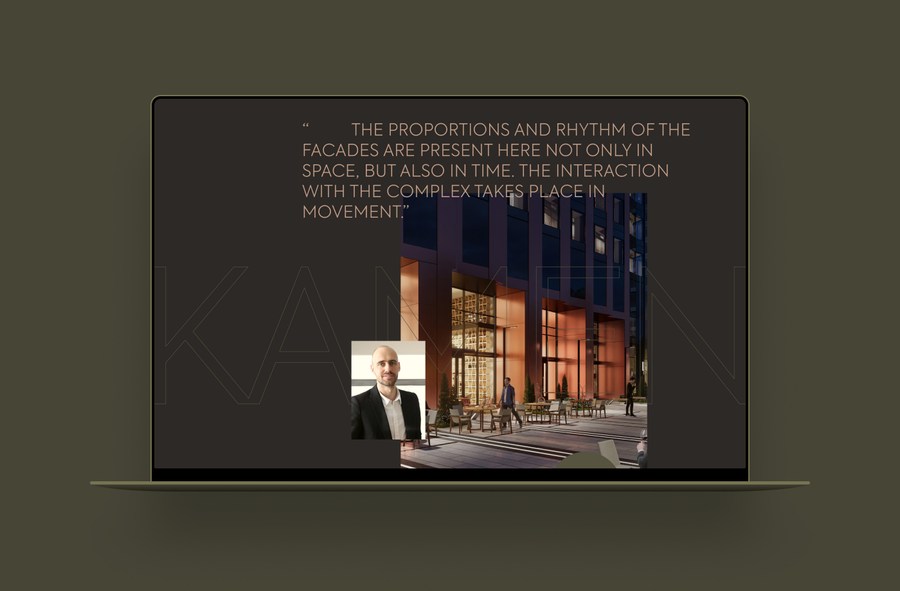 “ THE PROPORTIONS AND RHYTHM OF THE
FACADES ARE PRESENT HERE NOT ONLY IN
SPACE, BUT ALSO IN TIME. THE INTERACTION
WITH THE COMPLEX TAKES PLACE IN
MOVEMENT.”
KAMEN